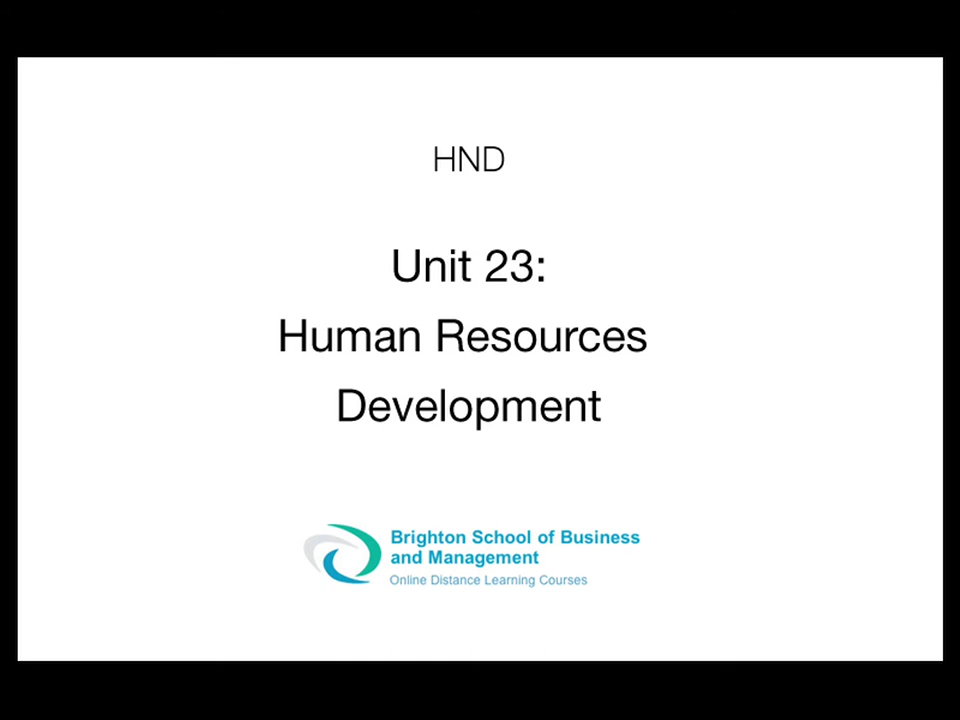 HND
Unit 23:
Human Resources
Development
Brighton School of Business
and Management
Online Distance Learning Courses